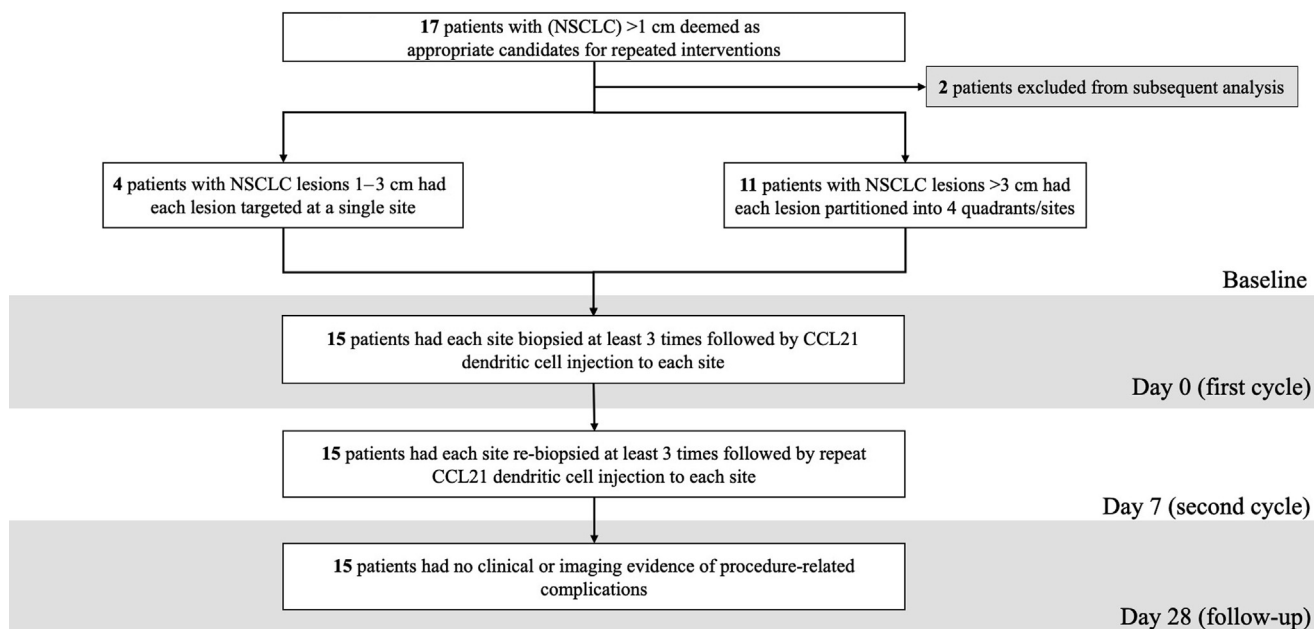 17 patients with (NSCLC) >1 cm deemed as
appropriate candidates for repeated interventions
2 patients excluded from subsequent analysis
4 patients with NSCLC lesions 1–3 cm had
each lesion targeted at a single site
11 patients with NSCLC lesions >3 cm had
each lesion partitioned into 4 quadrants/sites
Baseline
15 patients had each site biopsied at least 3 times followed by CCL21
dendritic cell injection to each site
Day 0 (first cycle)
15 patients had each site re-biopsied at least 3 times followed by repeat
CCL21 dendritic cell injection to each site
Day 7 (second cycle)
15 patients had no clinical or imaging evidence of procedure-related
complications
Day 28 (follow-up)